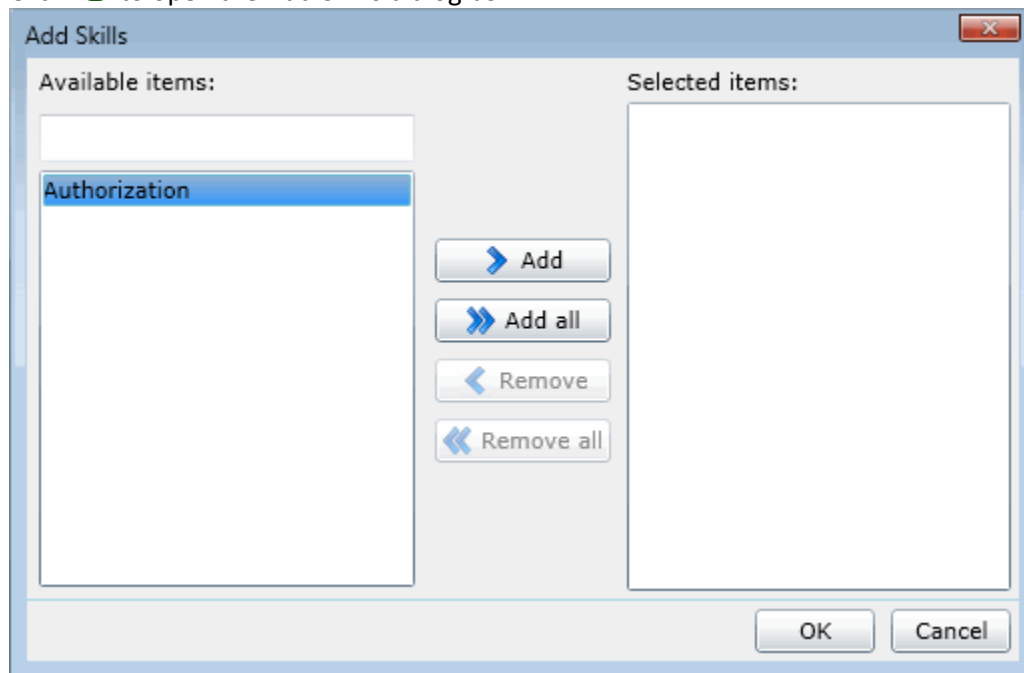 Add Skills
Available items:
Selected items:
Authorization
Add
Add all
Remove
Remove all
OK
Cancel